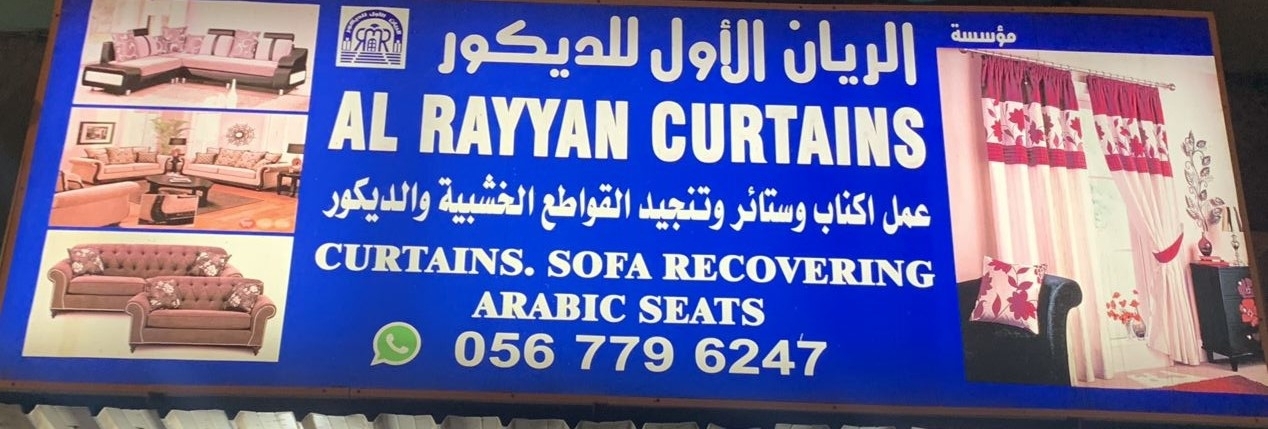 مؤسسة
الريان الأول للديكور
AL RAYYAN CURTAINS
عمل اكناب وستائر وتنجيد القواطع الخشبية والديكور
CURTAINS. SOFA RECOVERING
ARABIC SEATS
056 779 6247